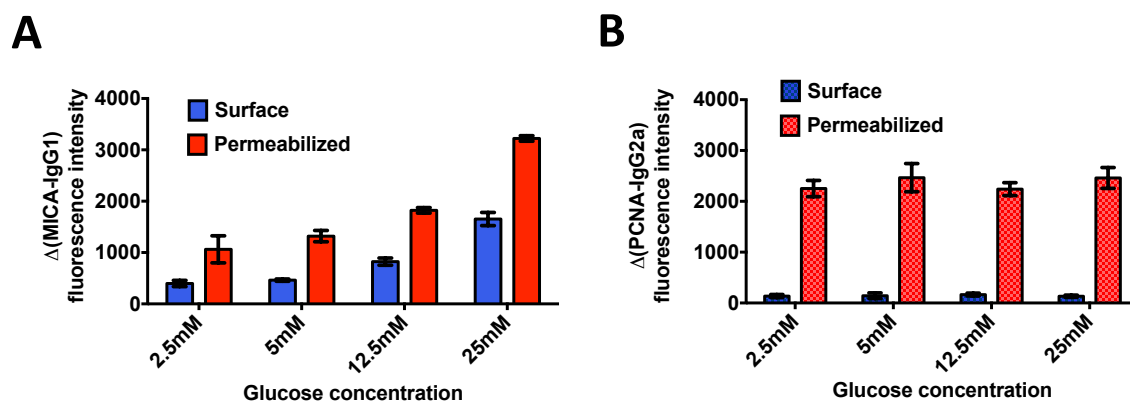 A
Δ(MICA-IgG1)
fluorescence intensity
4000
3000
2000
1000
0
Surface
Permeabilized
2.5mM
5mM
12.5mM
25mM
Glucose concentration
B
Δ(PCNA-IgG2a)
fluorescence intensity
4000
3000
2000
1000
0
Surface
Permeabilized
2.5mM
5mM
12.5mM
25mM
Glucose concentration